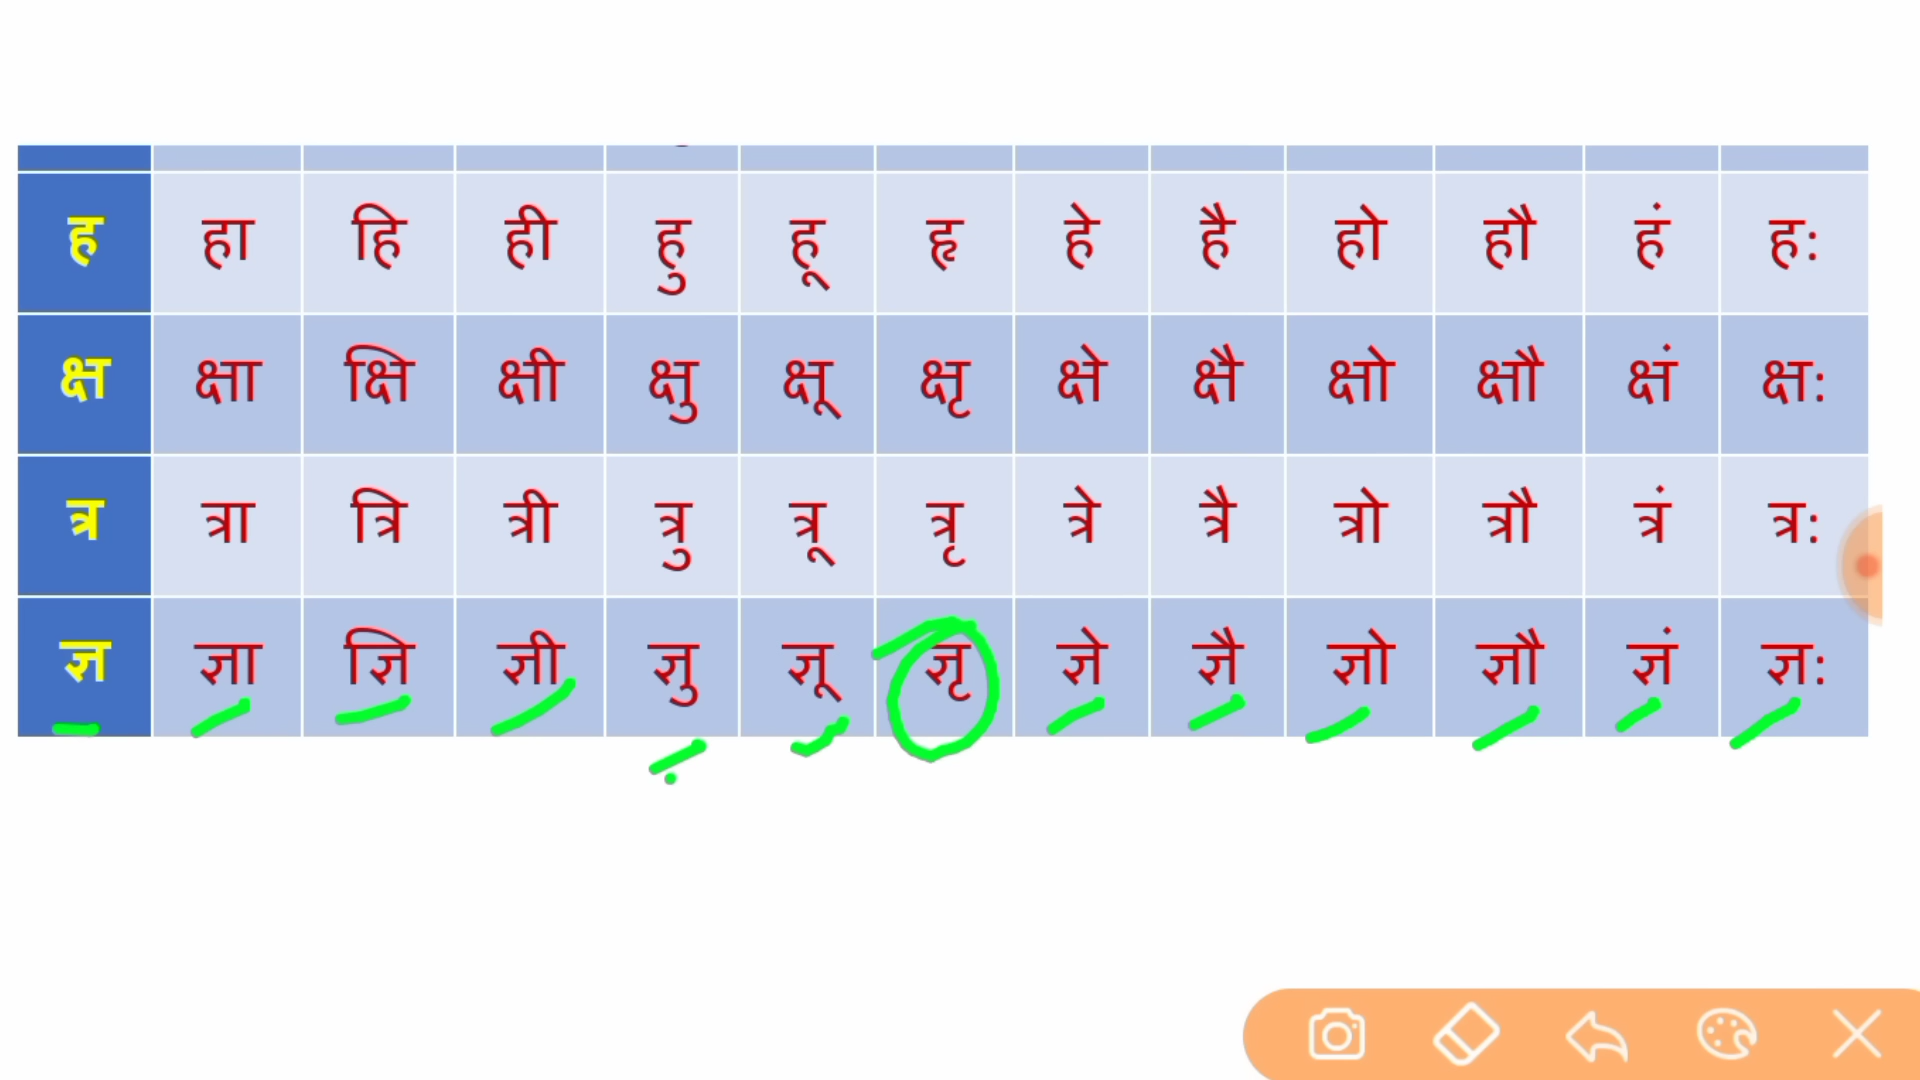 ह हा हि ही हु हू हृ हे है हो हौ हं हः
क्ष क्षा क्षि क्षी क्षु क्षू क्षृ क्षे क्षै क्षो क्षौ क्षं क्षः
त्र त्रा त्रि त्री त्रु त्रू त्रृ त्रे त्रै त्रो त्रौ त्रं त्रः
ज्ञ ज्ञा ज्ञि ज्ञी ज्ञु ज्ञू ज्ञृ ज्ञे ज्ञै ज्ञो ज्ञौ ज्ञं ज्ञः